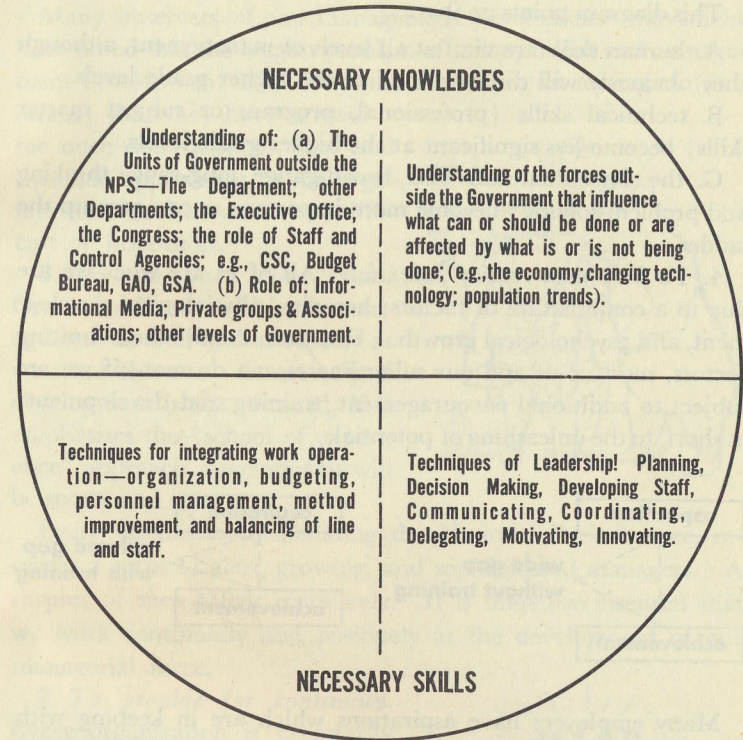 NECESSARY KNOWLEDGES
Understanding of: (a) The
Units of Government outside the
NPS—The Department; other
Departments; the Executive Office;
the Congress; the role of Staff and
Control Agencies; e.g., CSC, Budget
Bureau, GAO, GSA. (b) Role of: Infor-
mational Media; Private groups & Associ-
ations; other levels of Government.
Understanding of the forces out-
side the Government that influence
what can or should be done or are
affected by what is or is not being
done; (e.g., the economy; changing tech-
nology; population trends).
Techniques for integrating work opera-
tion—organization, budgeting,
personnel management, method
improvement, and balancing of line
and staff.
Techniques of Leadership! Planning,
Decision Making, Developing Staff,
Communicating, Coordinating,
Delegating, Motivating, Innovating.
NECESSARY SKILLS